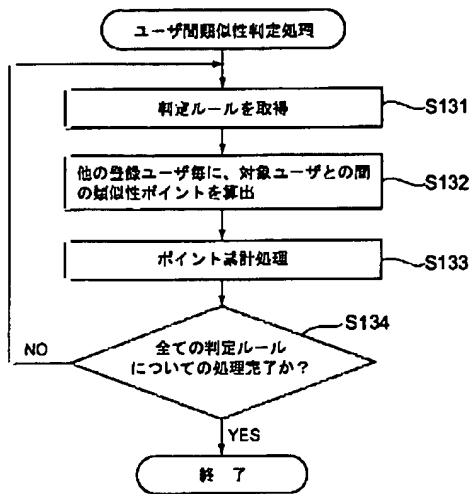 ユーザ間類似性判定処理
判定ルールを取得
S131
他の登録ユーザ毎に、対象ユーザとの間
の類似性ポイントを算出
S132
ポイント累計処理
S133
S134
全ての判定ルール
についての処理完了か？
NO
YES
終 了